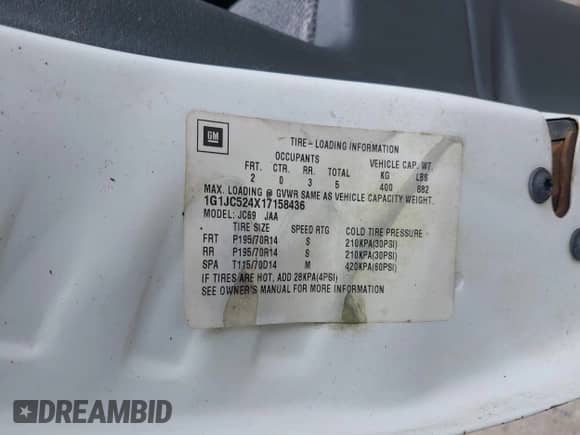 GM
TIRE-LOADING INFORMATION
OCCUPANTS VEHICLE CAP. WT.
FRT. CTR. RR. TOTAL KG LBS
2 0 3 5 400 882
MAX. LOADING @ GVWR SAME AS VEHICLE CAPACITY WEIGHT.
1G1JC524X17158436
MODEL: JC69 JAA
TIRE SIZE SPEED RTG COLD TIRE PRESSURE
FRT P195/70R14 S 210KPA(30PSI)
RR P195/70R14 S 210KPA(30PSI)
SPA T115/70D14 M 420KPA(60PSI)
IF TIRES ARE HOT, ADD 28KPA(4PSI)
SEE OWNER'S MANUAL FOR MORE INFORMATION
DREAMBID